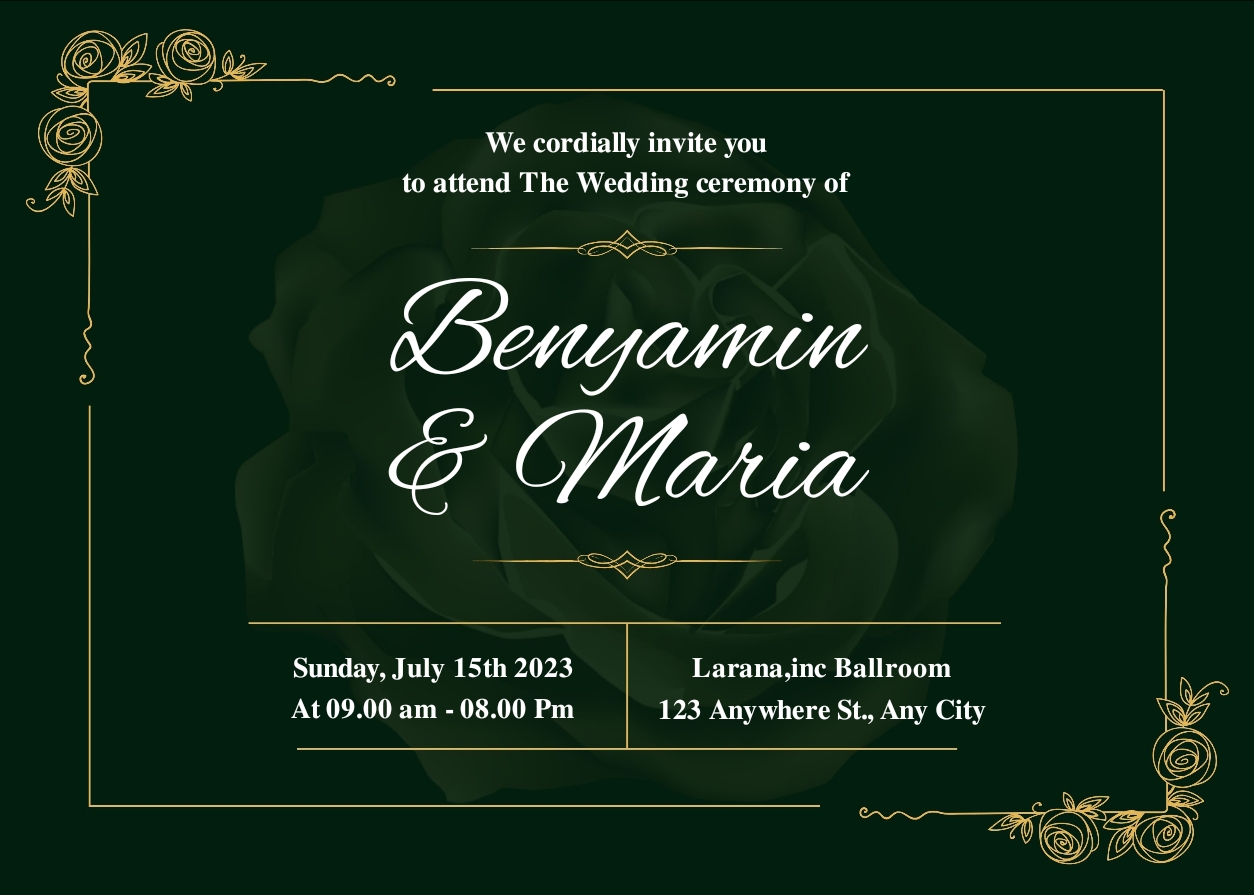 We cordially invite you
to attend The Wedding ceremony of
Benyamin
& Maria
Sunday, July 15th 2023
At 09.00 am - 08.00 Pm
Larana,inc Ballroom
123 Anywhere St., Any City